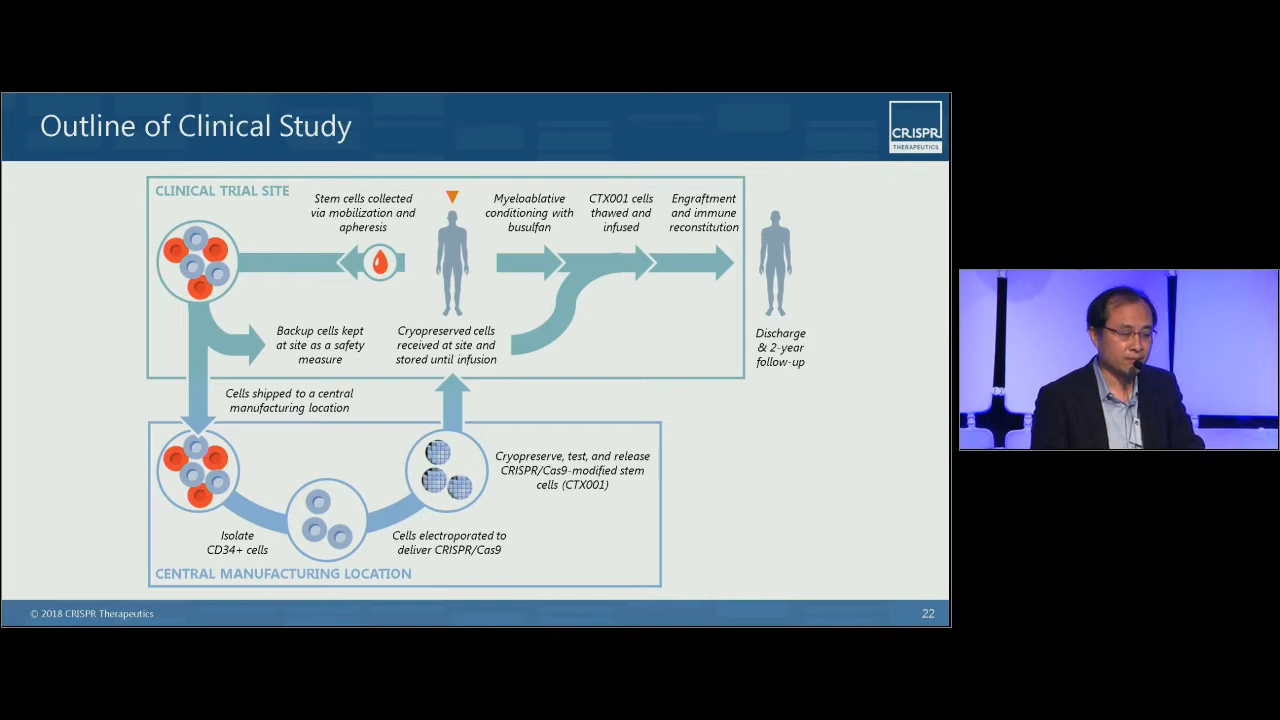 Outline of Clinical Study
CRISPR
THERAPEUTICS
CLINICAL TRIAL SITE
Stem cells collected
via mobilization and
apheresis
Myeloablative
conditioning with
busulfan
CTX001 cells
thawed and
infused
Engraftment
and immune
reconstitution
Backup cells kept
at site as a safety
measure
Cryopreserved cells
received at site and
stored until infusion
Discharge
& 2-year
follow-up
Cells shipped to a central
manufacturing location
Cryopreserve, test, and release
CRISPR/Cas9-modified stem
cells (CTX001)
Isolate
CD34+ cells
Cells electroporated to
deliver CRISPR/Cas9
CENTRAL MANUFACTURING LOCATION
© 2018 CRISPR Therapeutics
22